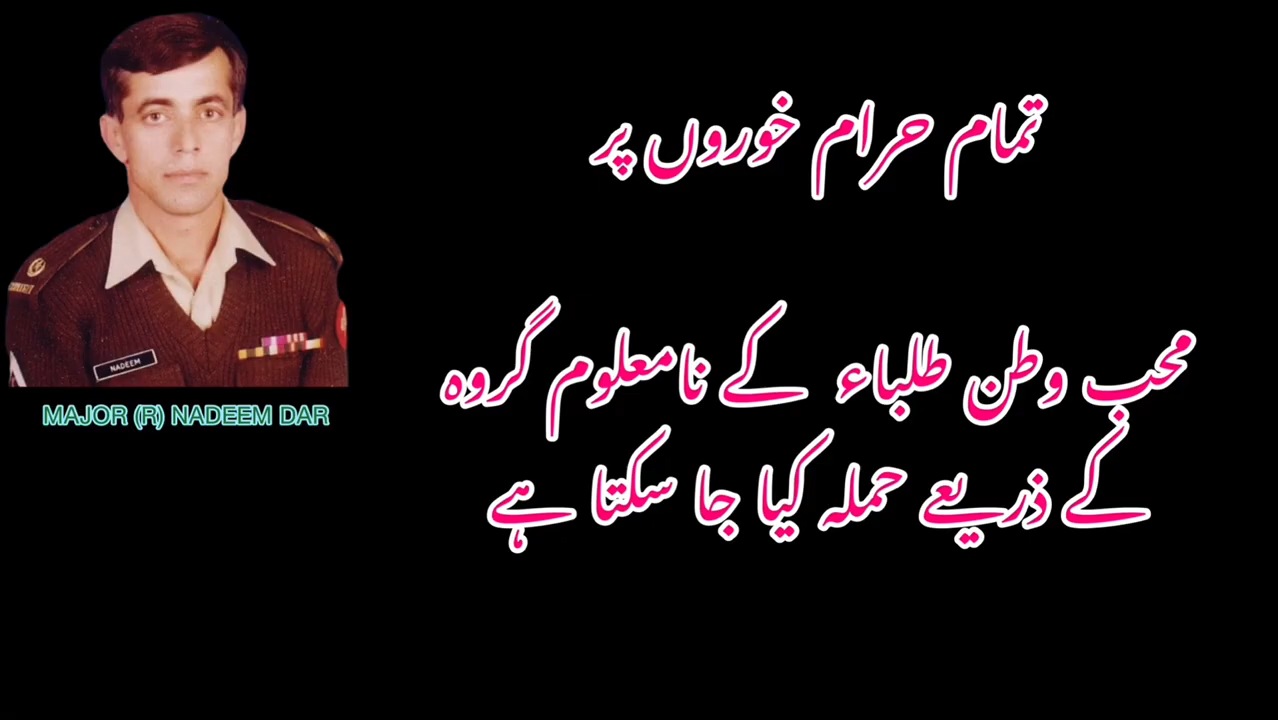 تمام حرام خوروں پر
محب وطن طلباء کے نامعلوم گروہ
کے ذریعے حملہ کیا جا سکتا ہے
NADEEM
MAJOR (R) NADEEM DAR